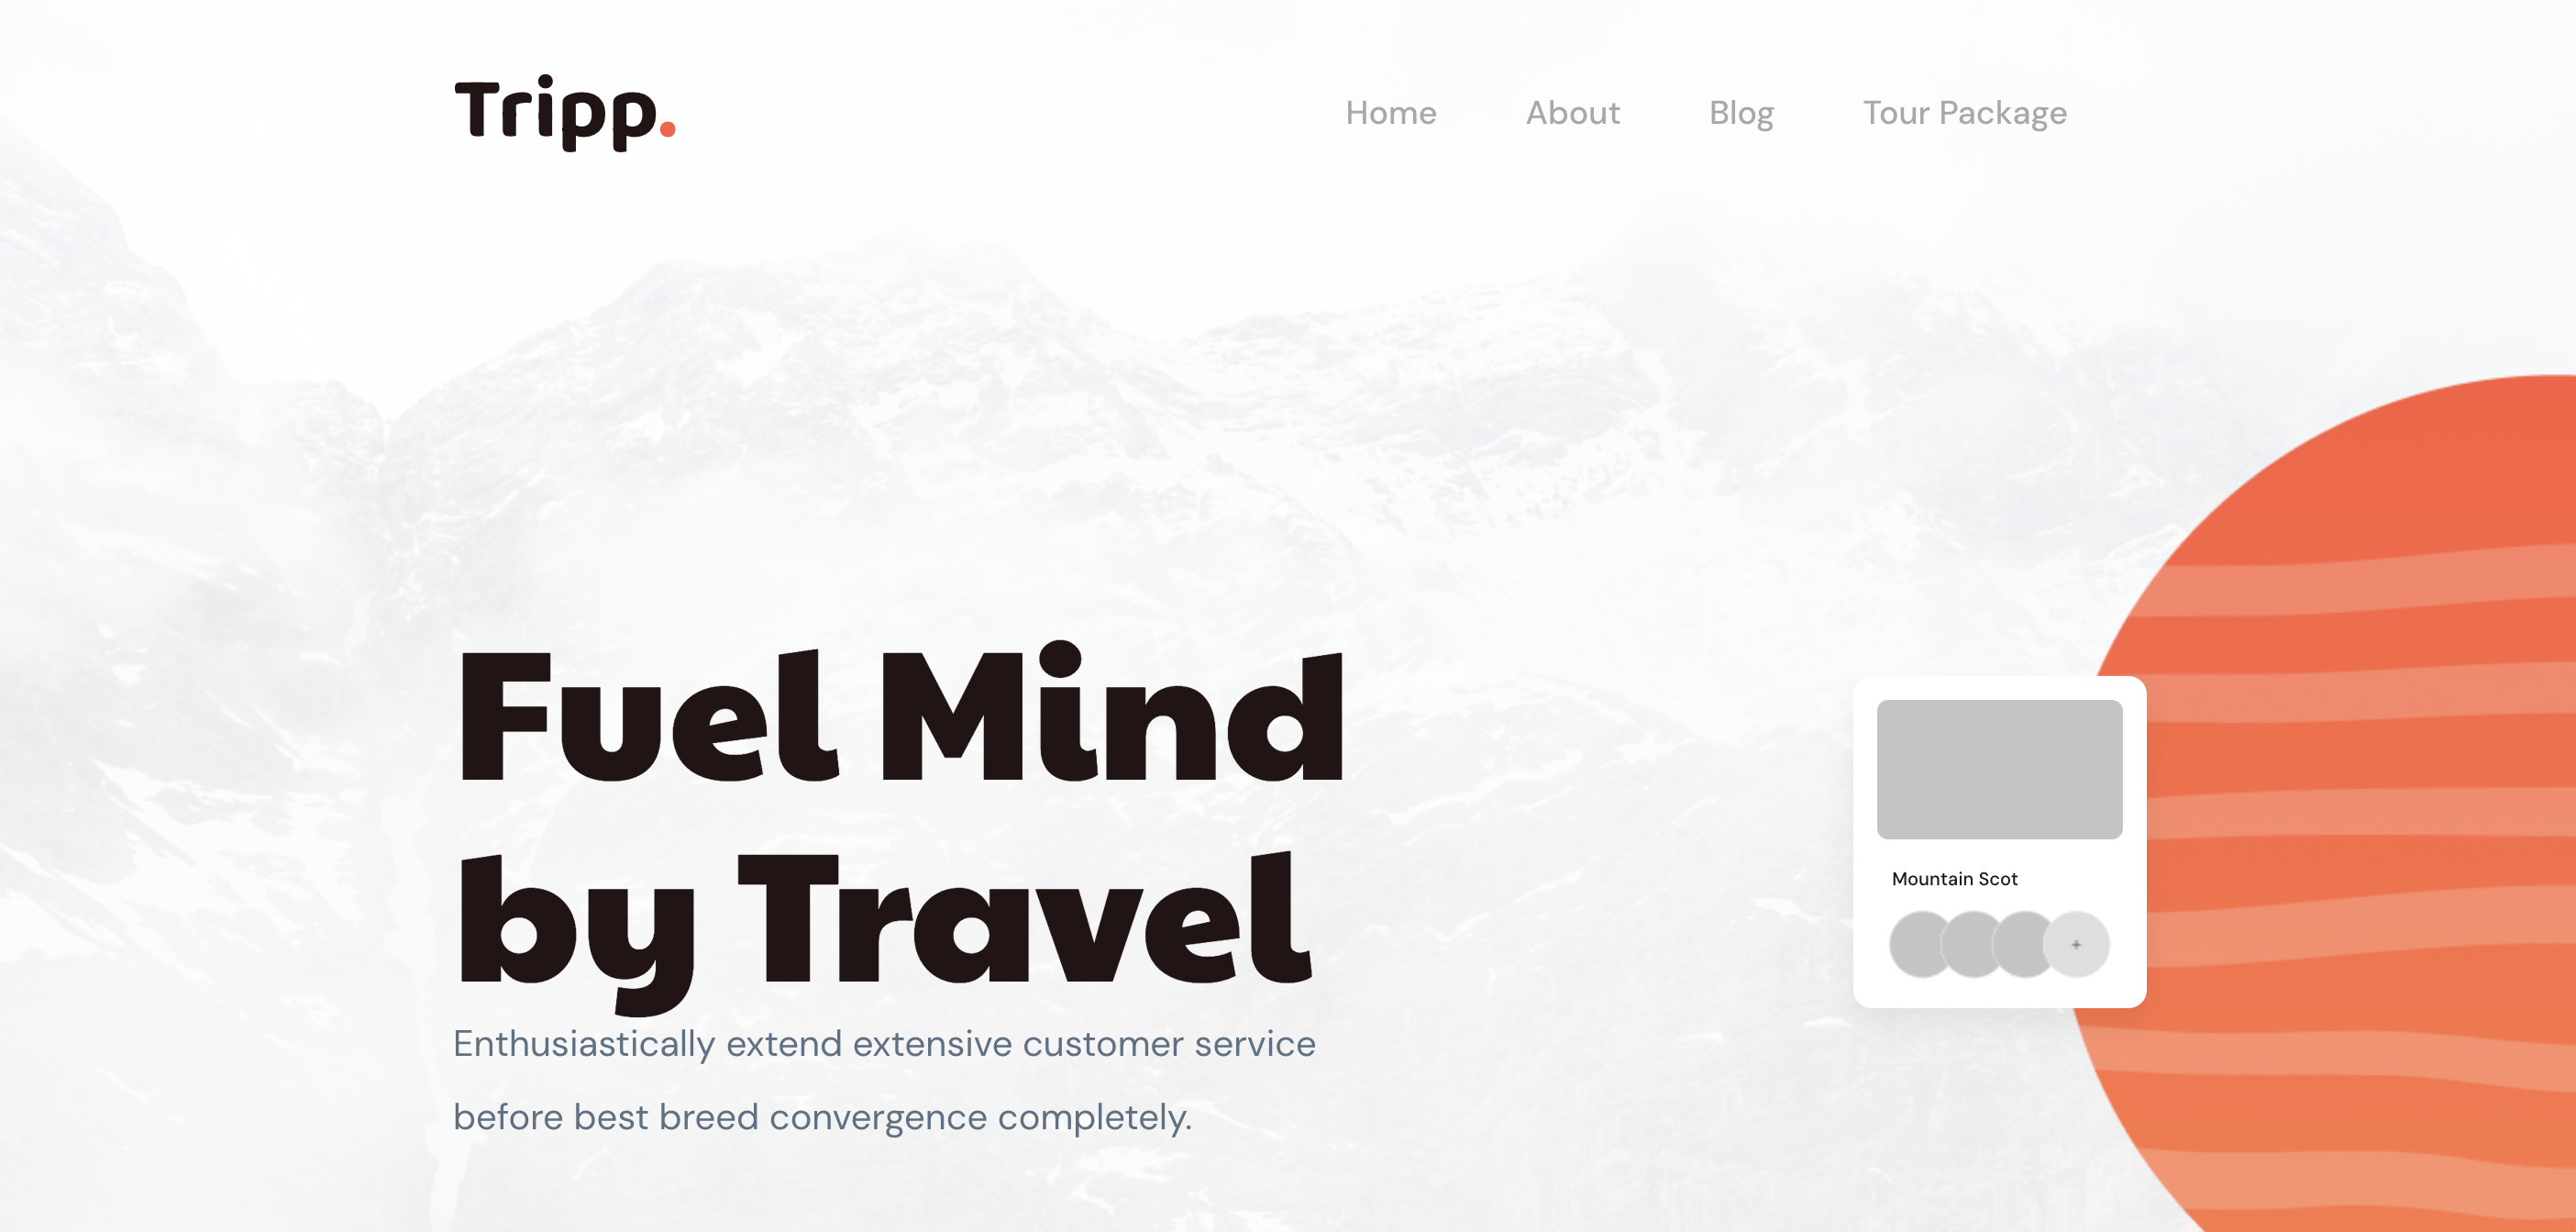 Tripp.
Home About Blog Tour Package
Fuel Mind
by Travel
Mountain Scot
+
Enthusiastically extend extensive customer service
before best breed convergence completely.